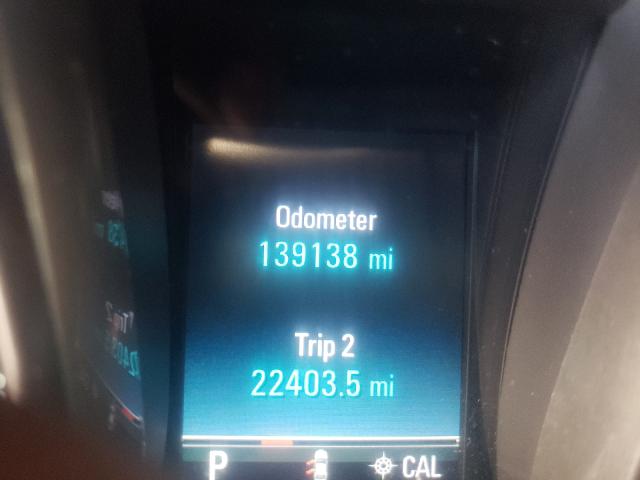 Odometer
139138 mi
Trip 2
22403.5 mi
P CAL